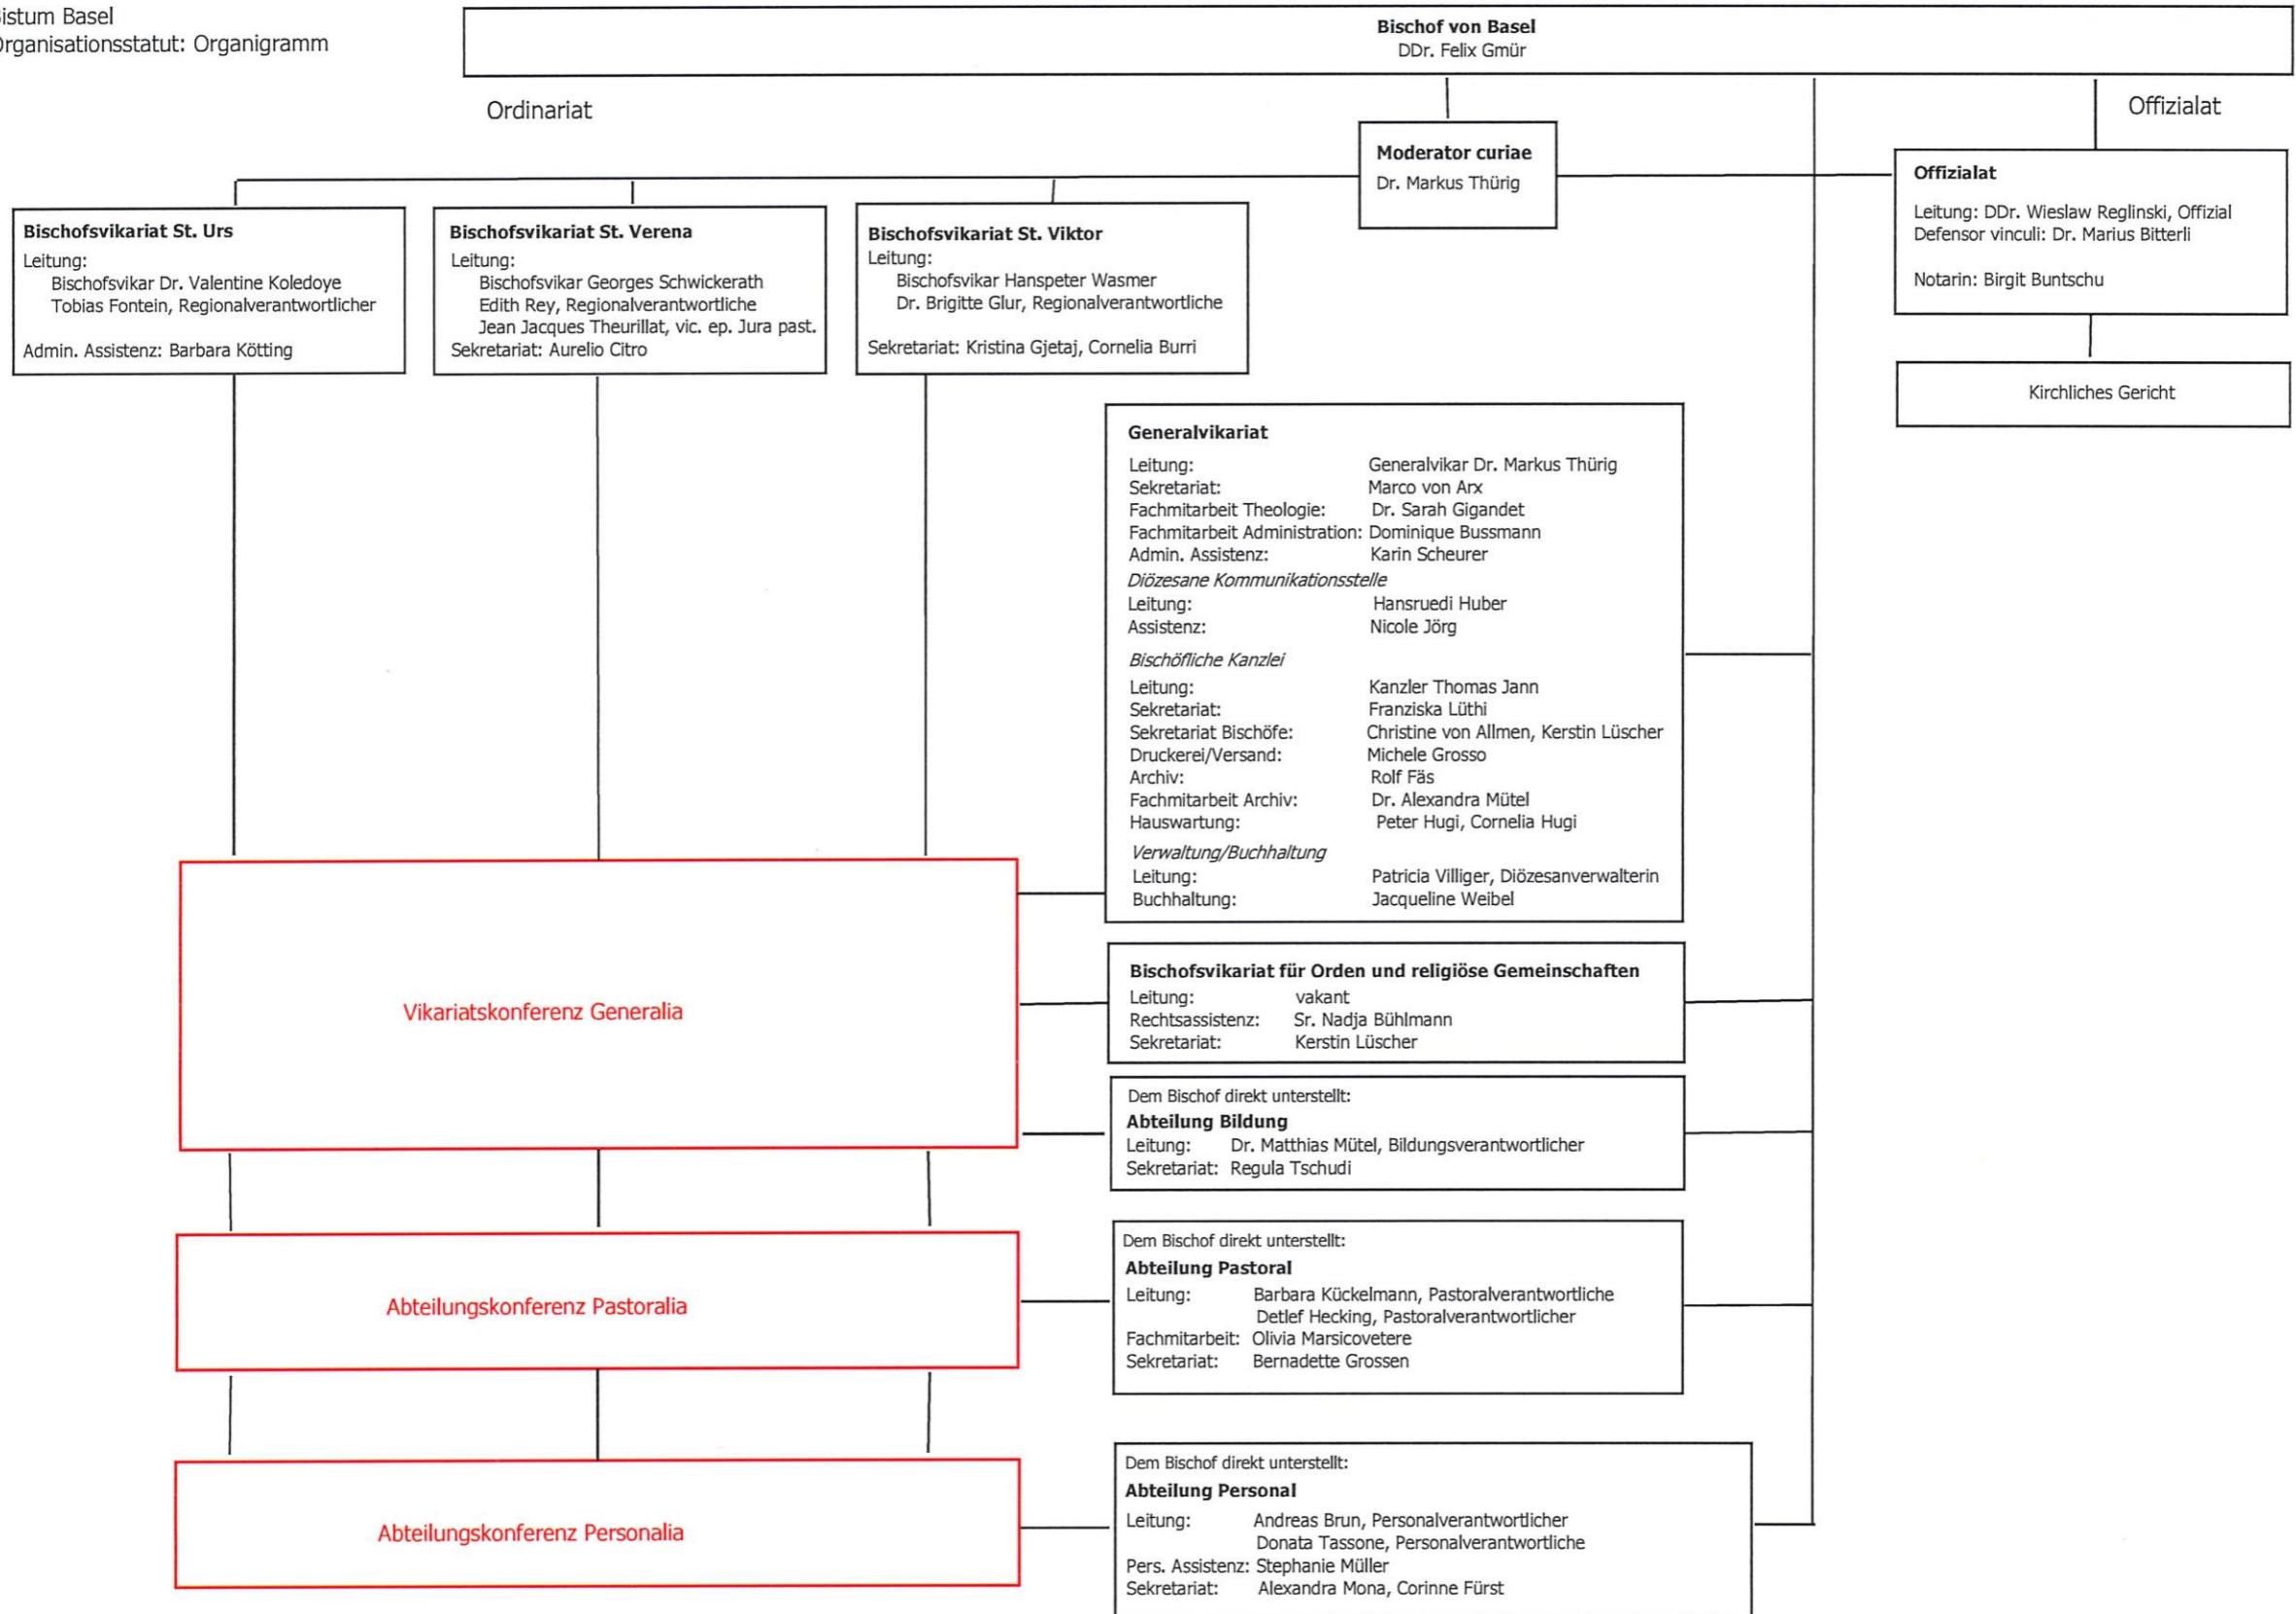 Bistum Basel
Organisationsstatut: Organigramm
Bischof von Basel
DDr. Felix Gmür
Ordinariat
Offizialat
Moderator curiae
Dr. Markus Thürig
Offizialat
Leitung: DDr. Wieslaw Reglinski, Offizial
Defensor vinculi: Dr. Marius Bitterli
Notarin: Birgit Buntschu
Kirchliches Gericht
Bischofsvikariat St. Urs
Leitung:
Bischofsvikar Dr. Valentine Koledoye
Tobias Fontein, Regionalverantwortlicher
Admin. Assistenz: Barbara Kötting
Bischofsvikariat St. Verena
Leitung:
Bischofsvikar Georges Schwickerath
Edith Rey, Regionalverantwortliche
Jean Jacques Theurillat, vic. ep. Jura past.
Sekretariat: Aurelio Citro
Bischofsvikariat St. Viktor
Leitung:
Bischofsvikar Hanspeter Wasmer
Dr. Brigitte Glur, Regionalverantwortliche
Sekretariat: Kristina Gjetaj, Cornelia Burri
Generalvikariat
Leitung: Generalvikar Dr. Markus Thürig
Sekretariat: Marco von Arx
Fachmitarbeit Theologie: Dr. Sarah Gigandet
Fachmitarbeit Administration: Dominique Bussmann
Admin. Assistenz: Karin Scheurer
Diözesane Kommunikationsstelle
Leitung: Hansruedi Huber
Assistenz: Nicole Jörg
Bischöfliche Kanzlei
Leitung: Kanzler Thomas Jann
Sekretariat: Franziska Lüthi
Sekretariat Bischöfe: Christine von Allmen, Kerstin Lüscher
Druckerei/Versand: Michele Grosso
Archiv: Rolf Fäs
Fachmitarbeit Archiv: Dr. Alexandra Mütel
Hauswartung: Peter Hugi, Cornelia Hugi
Verwaltung/Buchhaltung
Leitung: Patricia Villiger, Diözesanverwalterin
Buchhaltung: Jacqueline Weibel
Vikariatskonferenz Generalia
Bischofsvikariat für Orden und religiöse Gemeinschaften
Leitung: vakant
Rechtsassistenz: Sr. Nadja Bühlmann
Sekretariat: Kerstin Lüscher
Dem Bischof direkt unterstellt:
Abteilung Bildung
Leitung: Dr. Matthias Mütel, Bildungsverantwortlicher
Sekretariat: Regula Tschudi
Abteilungskonferenz Pastoralia
Dem Bischof direkt unterstellt:
Abteilung Pastoral
Leitung: Barbara Kückelmann, Pastoralverantwortliche
Detlef Hecking, Pastoralverantwortlicher
Fachmitarbeit: Olivia Marsicovetere
Sekretariat: Bernadette Grossen
Abteilungskonferenz Personalia
Dem Bischof direkt unterstellt:
Abteilung Personal
Leitung: Andreas Brun, Personalverantwortlicher
Donata Tassone, Personalverantwortliche
Pers. Assistenz: Stephanie Müller
Sekretariat: Alexandra Mona, Corinne Fürst